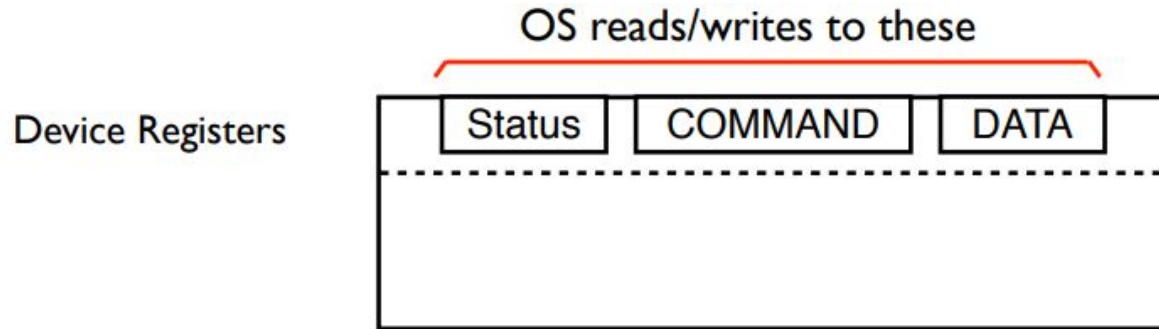 OS reads/writes to these
Device Registers Status COMMAND DATA